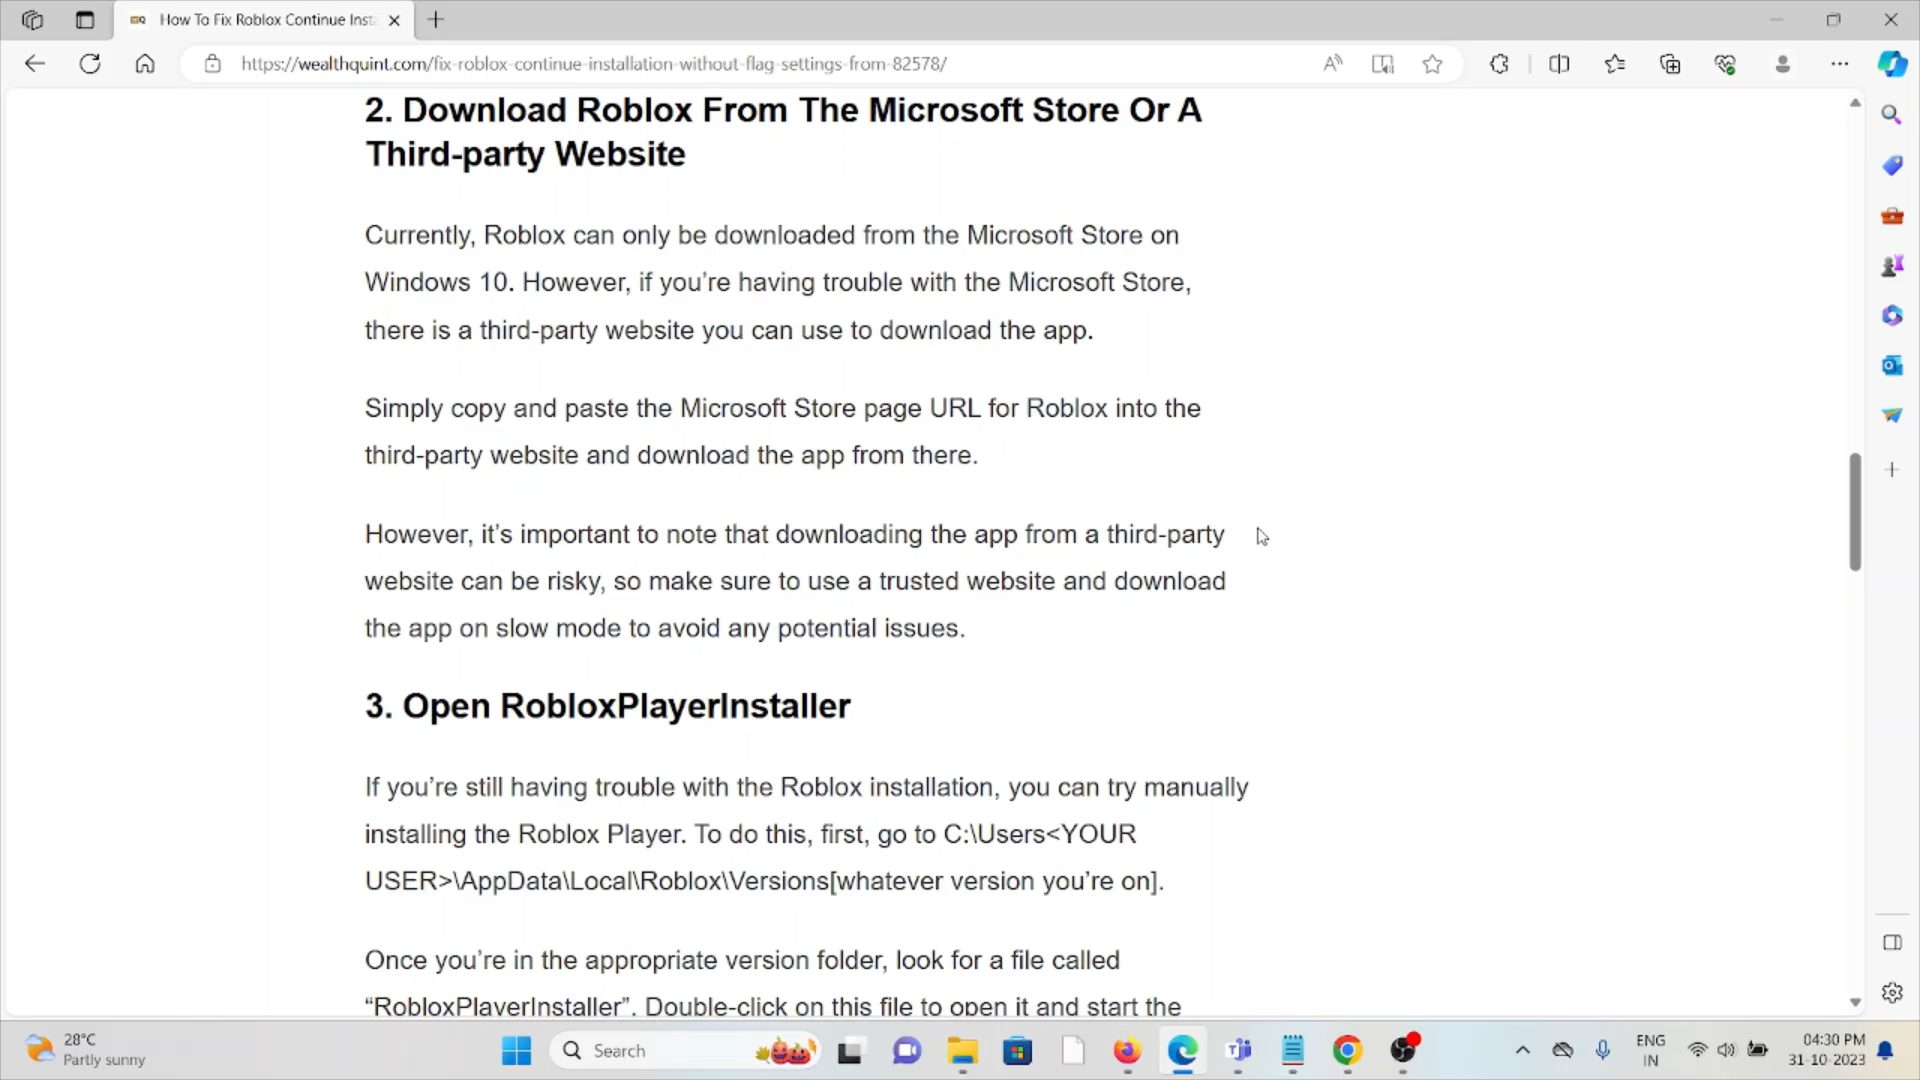 How To Fix Roblox Continue Insta
https://wealthquint.com/fix-roblox-continue-installation-without-flag-settings-from-82578/
2. Download Roblox From The Microsoft Store Or A
Third-party Website
Currently, Roblox can only be downloaded from the Microsoft Store on
Windows 10. However, if you’re having trouble with the Microsoft Store,
there is a third-party website you can use to download the app.
Simply copy and paste the Microsoft Store page URL for Roblox into the
third-party website and download the app from there.
However, it’s important to note that downloading the app from a third-party
website can be risky, so make sure to use a trusted website and download
the app on slow mode to avoid any potential issues.
3. Open RobloxPlayerInstaller
If you’re still having trouble with the Roblox installation, you can try manually
installing the Roblox Player. To do this, first, go to C:\Users<YOUR
USER>\AppData\Local\Roblox\Versions[whatever version you’re on].
Once you’re in the appropriate version folder, look for a file called
“RobloxPlayerInstaller”. Double-click on this file to open it and start the
28°C
Partly sunny
Search
ENG
IN
04:30 PM
31-10-2023